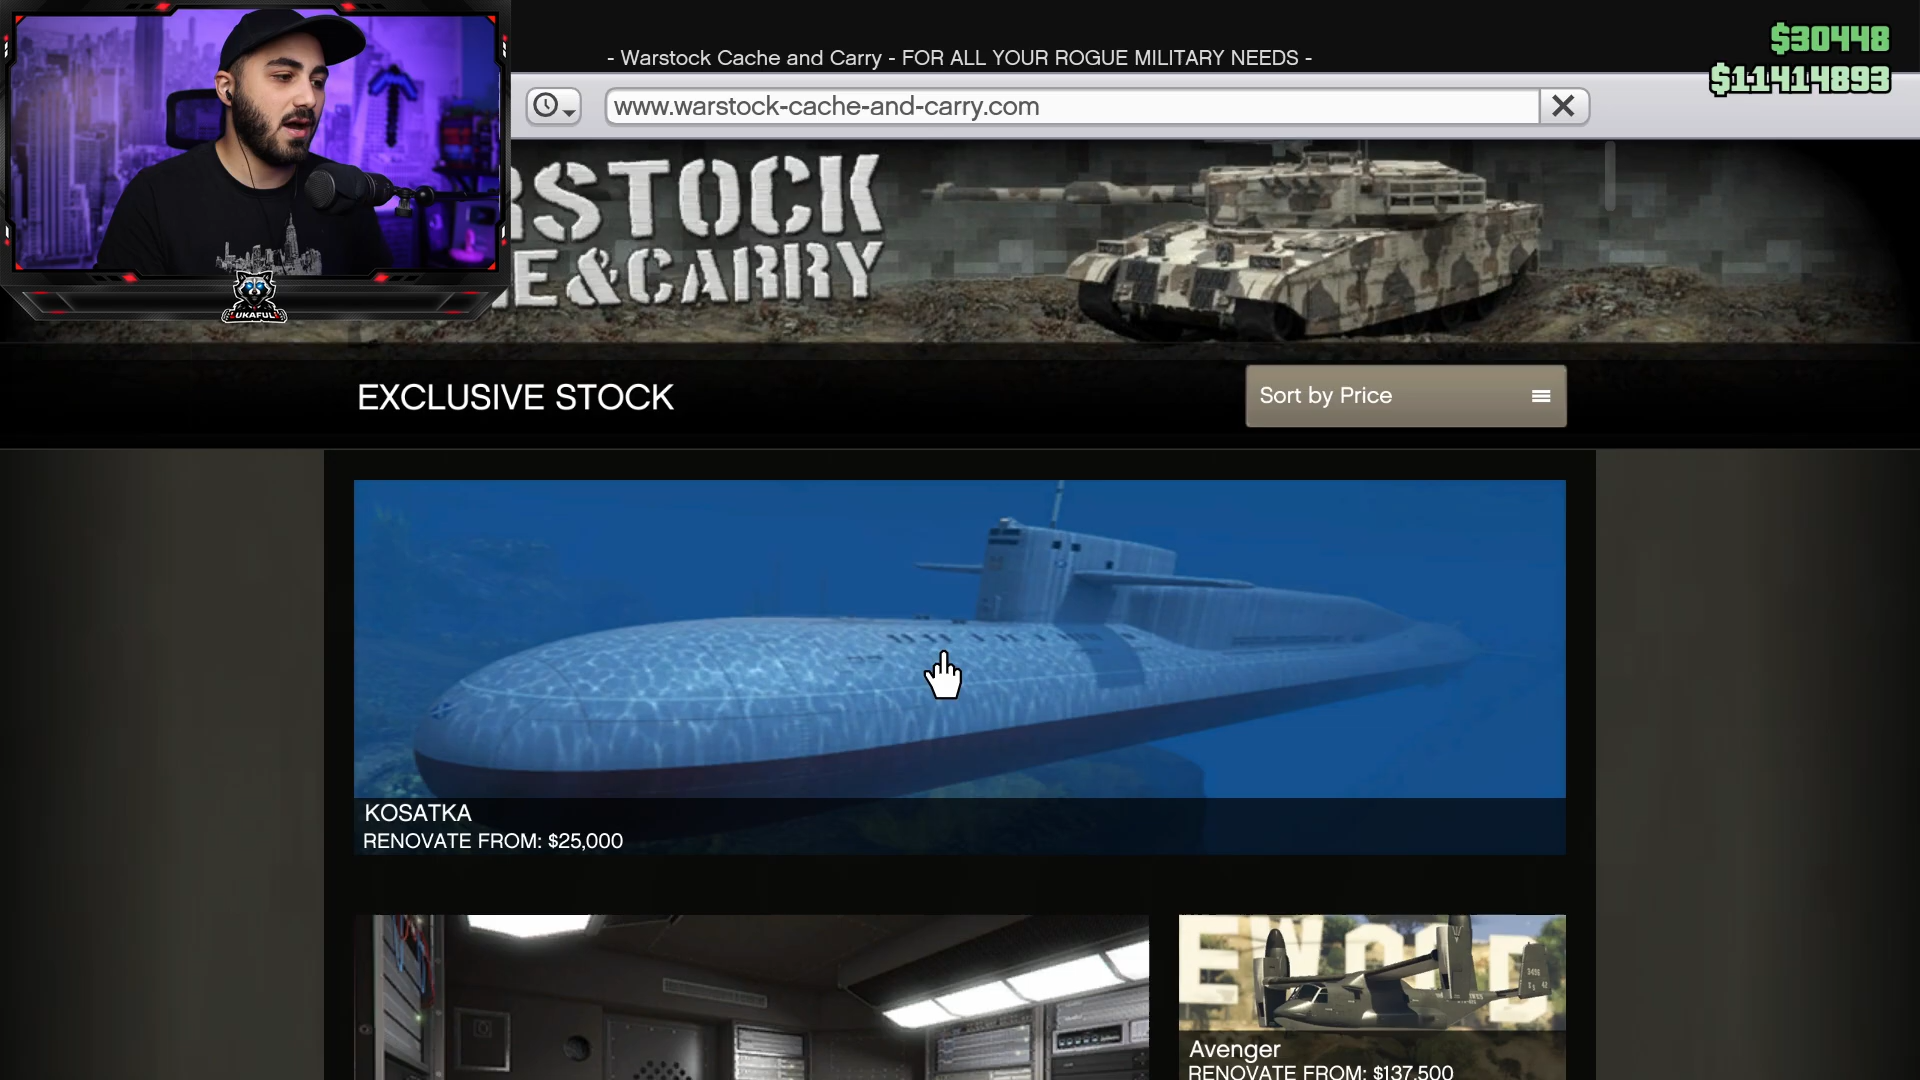 - Warstock Cache and Carry - FOR ALL YOUR ROGUE MILITARY NEEDS -
$30448
$11414893
www.warstock-cache-and-carry.com
RSTOCK
E&CARRY
UKAFUL
EXCLUSIVE STOCK
Sort by Price
KOSATKA
RENOVATE FROM: $25,000
Avenger
RENOVATE FROM: $137,500